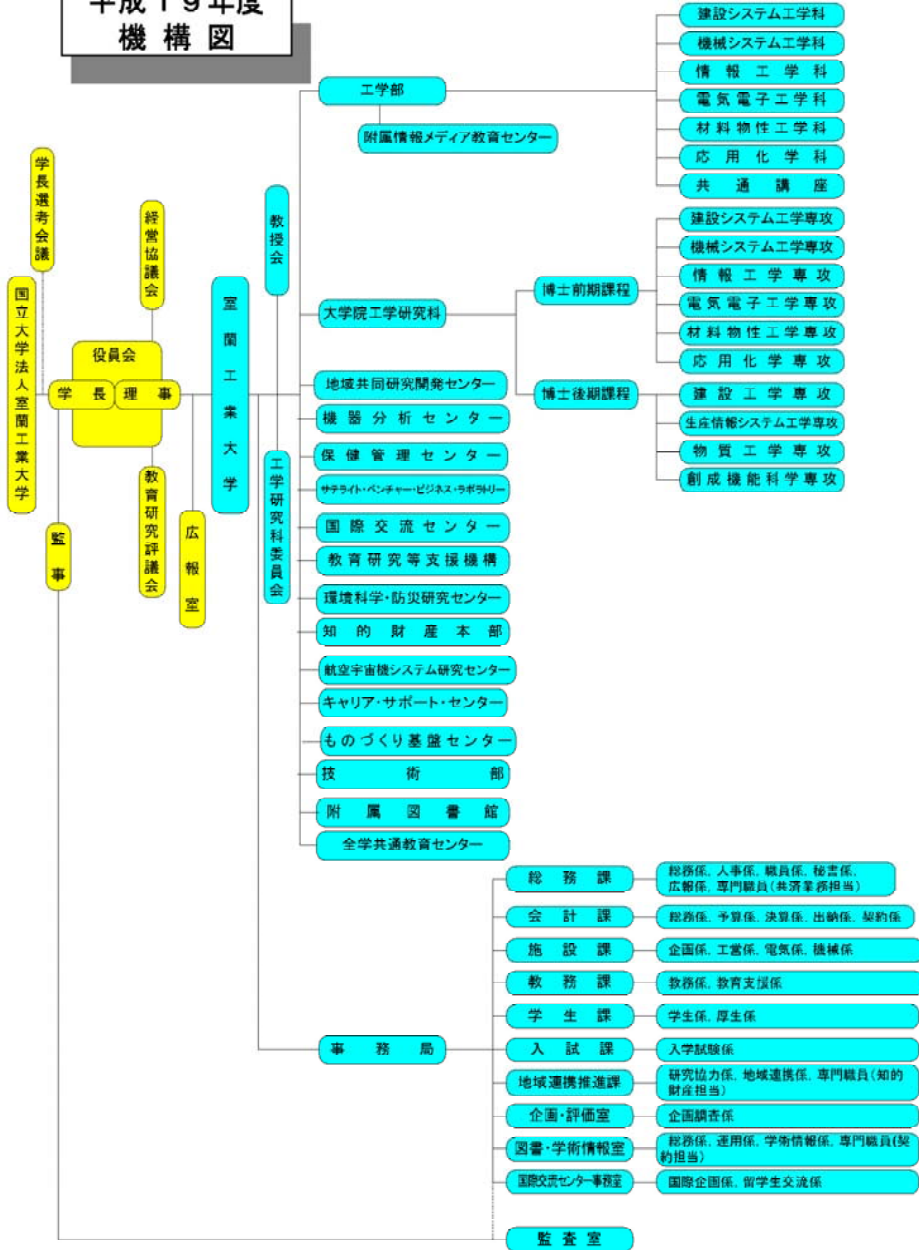 平成19年度
機構図
学長選考会議
国立大学法人室蘭工業大学
経営協議会
役員会
学長
理事
監事
教育研究評議会
広報室
室蘭工業大学
教授会
工学研究科委員会
工学部
附属情報メディア教育センター
建設システム工学科
機械システム工学科
情報工学科
電気電子工学科
材料物性工学科
応用化学科
共通講座
大学院工学研究科
博士前期課程
建設システム工学専攻
機械システム工学専攻
情報工学専攻
電気電子工学専攻
材料物性工学専攻
応用化学専攻
博士後期課程
建設工学専攻
生産情報システム工学専攻
物質工学専攻
創成機能科学専攻
地域共同研究開発センター
機器分析センター
保健管理センター
サテライト・ベンチャー・ビジネス・ラボラトリー
国際交流センター
教育研究等支援機構
環境科学・防災研究センター
知的財産本部
航空宇宙機システム研究センター
キャリア・サポート・センター
ものづくり基盤センター
技術部
附属図書館
全学共通教育センター
事務局
総務課
総務係, 人事係, 職員係, 秘書係,
広報係, 専門職員(共済業務担当)
会計課
総務係, 予算係, 決算係, 出納係, 契約係
施設課
企画係, 工営係, 電気係, 機械係
教務課
教務係, 教育支援係
学生課
学生係, 厚生係
入試課
入学試験係
地域連携推進課
研究協力係, 地域連携係, 専門職員(知的
財産担当)
企画・評価室
企画調査係
図書・学術情報室
総務係, 運用係, 学術情報係, 専門職員(契
約担当)
国際交流センター事務室
国際企画係, 留学生交流係
監査室